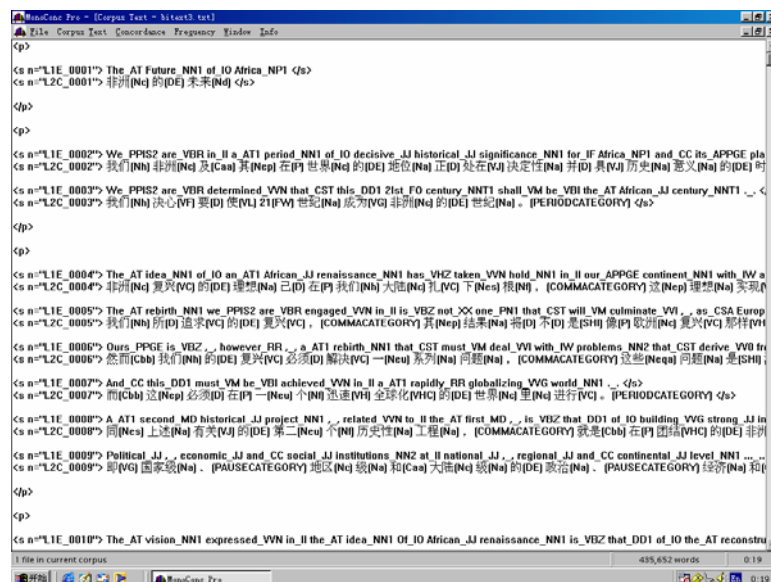 MonoConc Pro - [Corpus Text - bitext3.txt]
File Corpus Text Concordance Frequency Window Info
<p>
<s n="L1E_0001"> The_AT Future_NN1 of_IO Africa_NP1 </s>
<s n="L2C_0001"> 非洲[Nc] 的[DE] 未来[Nd] </s>
</p>
<p>
<s n="L1E_0002"> We_PPIS2 are_VBR in_II a_AT1 period_NN1 of_IO decisive_JJ historical_JJ significance_NN1 for_IF Africa_NP1 and_CC its_APPGE pla
<s n="L2C_0002"> 我们[Nh] 非洲[Nc] 及[Caa] 其[Nep] 在[P] 世界[Nc] 的[DE] 地位[Na] 正[D] 处在[VJ] 决定性[Na] 并[D] 具[VJ] 历史[Na] 意义[Na] 的[DE] 时
<s n="L1E_0003"> We_PPIS2 are_VBR determined_VVN that_CST this_DD1 21st_FO century_NNT1 shall_VM be_VBI the_AT African_JJ century_NNT1 ._. <
<s n="L2C_0003"> 我们[Nh] 决心[VF] 要[D] 使[VL] 21[FW] 世纪[Na] 成为[VG] 非洲[Nc] 的[DE] 世纪[Na] 。[PERIODCATEGORY] </s>
</p>
<p>
<s n="L1E_0004"> The_AT idea_NN1 of_IO an_AT1 African_JJ renaissance_NN1 has_VHZ taken_VVN hold_NN1 in_II our_APPGE continent_NN1 with_IW a
<s n="L2C_0004"> 非洲[Nc] 复兴[VC] 的[DE] 理想[Na] 已[D] 在[P] 我们[Nh] 大陆[Nc] 扎[VC] 下[Nes] 根[Nf] ，[COMMACATEGORY] 这[Nep] 理想[Na] 实现[V
<s n="L1E_0005"> The_AT rebirth_NN1 we_PPIS2 are_VBR engaged_VVN in_II is_VBZ not_XX one_PN1 that_CST will_VM culminate_VVI ,_, as_CSA Europ
<s n="L2C_0005"> 我们[Nh] 所[D] 追求[VC] 的[DE] 复兴[VC] ，[COMMACATEGORY] 其[Nep] 结果[Na] 将[D] 不[D] 是[SHI] 像[P] 欧洲[Nc] 复兴[VC] 那样[VH
<s n="L1E_0006"> Ours_PPGE is_VBZ ,_, however_RR ,_, a_AT1 rebirth_NN1 that_CST must_VM deal_VVI with_IW problems_NN2 that_CST derive_VV0 fr
<s n="L2C_0006"> 然而[Cbb] 我们[Nh] 的[DE] 复兴[VC] 必须[D] 解决[VC] 一[Neu] 系列[Na] 问题[Na] ，[COMMACATEGORY] 这些[Neqa] 问题[Na] 是[SHI]
<s n="L1E_0007"> And_CC this_DD1 must_VM be_VBI achieved_VVN in_II a_AT1 rapidly_RR globalizing_VVG world_NN1 ._. </s>
<s n="L2C_0007"> 而[Cbb] 这[Nep] 必须[D] 在[P] 一[Neu] 个[Nf] 迅速[VH] 全球化[VHC] 的[DE] 世界[Nc] 里[Nc] 进行[VC] 。[PERIODCATEGORY] </s>
<s n="L1E_0008"> A_AT1 second_MD historical_JJ project_NN1 ,_, related_VVN to_II the_AT first_MD ,_, is_VBZ that_DD1 of_IO building_VVG strong_JJ in
<s n="L2C_0008"> 同[Nes] 上述[Na] 有关[VJ] 的[DE] 第二[Neu] 个[Nf] 历史性[Na] 工程[Na] ，[COMMACATEGORY] 就是[Cbb] 在[P] 团结[VHC] 的[DE] 非洲
<s n="L1E_0009"> Political_JJ ,_, economic_JJ and_CC social_JJ institutions_NN2 at_II national_JJ ,_, regional_JJ and_CC continental_JJ level_NN1 ..._...
<s n="L2C_0009"> 即[VG] 国家级[Na] 、[PAUSECATEGORY] 地区[Nc] 级[Na] 和[Caa] 大陆[Nc] 级[Na] 的[DE] 政治[Na] 、[PAUSECATEGORY] 经济[Na] 和[
</p>
<p>
<s n="L1E_0010"> The_AT vision_NN1 expressed_VVN in_II the_AT idea_NN1 Of_IO African_JJ renaissance_NN1 is_VBZ that_DD1 of_IO the_AT reconstru
1 file in current corpus 435,652 words 0:19
开始 MonoConc Pro 0:19